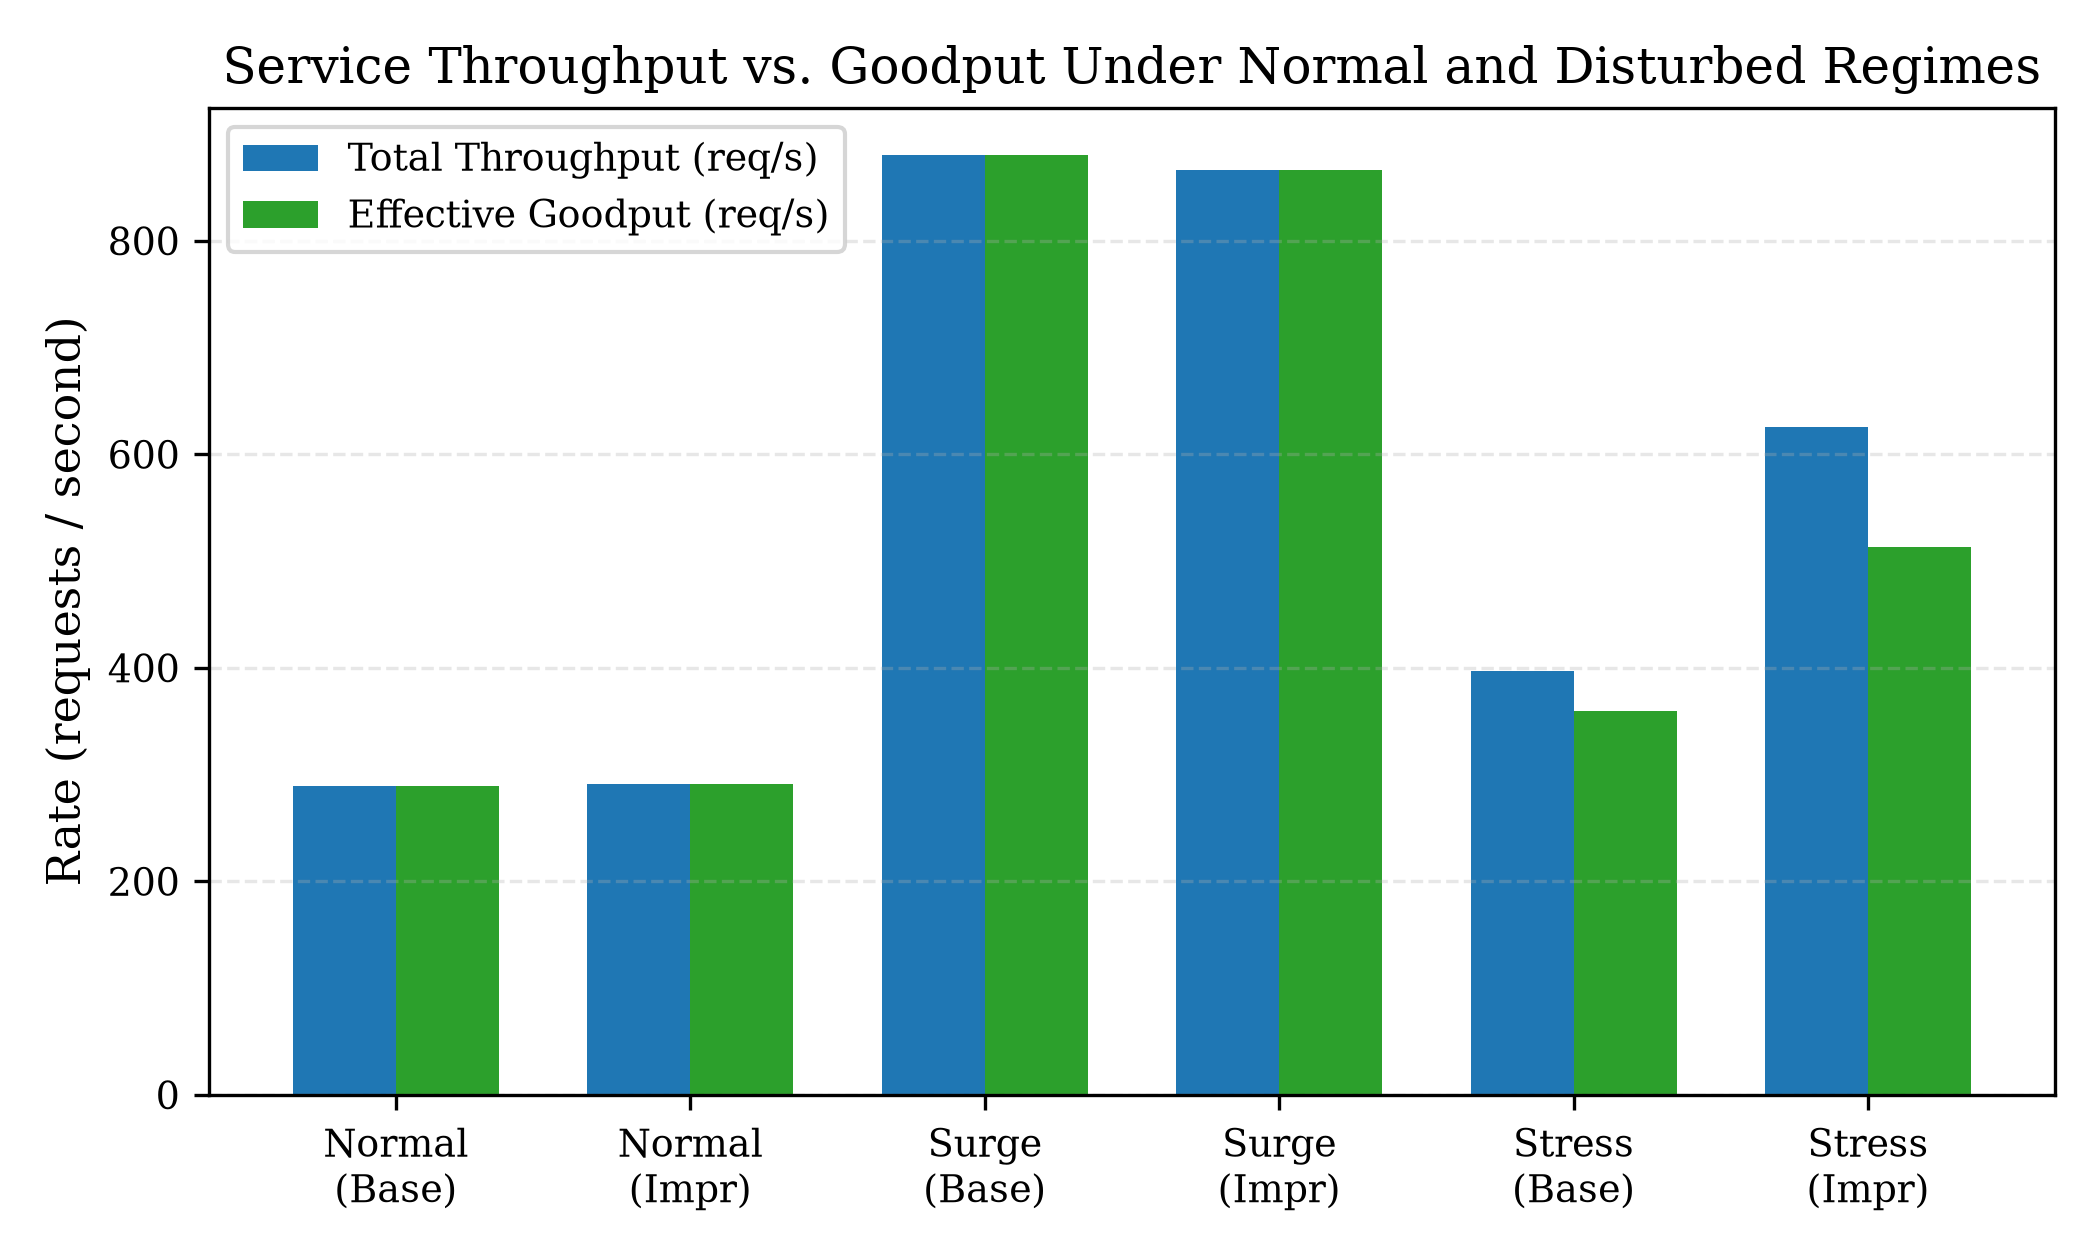 Service Throughput vs. Goodput Under Normal and Disturbed Regimes
Total Throughput (req/s)
Effective Goodput (req/s)
Rate (requests / second)
800
600
400
200
0
Normal
(Base)
Normal
(Impr)
Surge
(Base)
Surge
(Impr)
Stress
(Base)
Stress
(Impr)